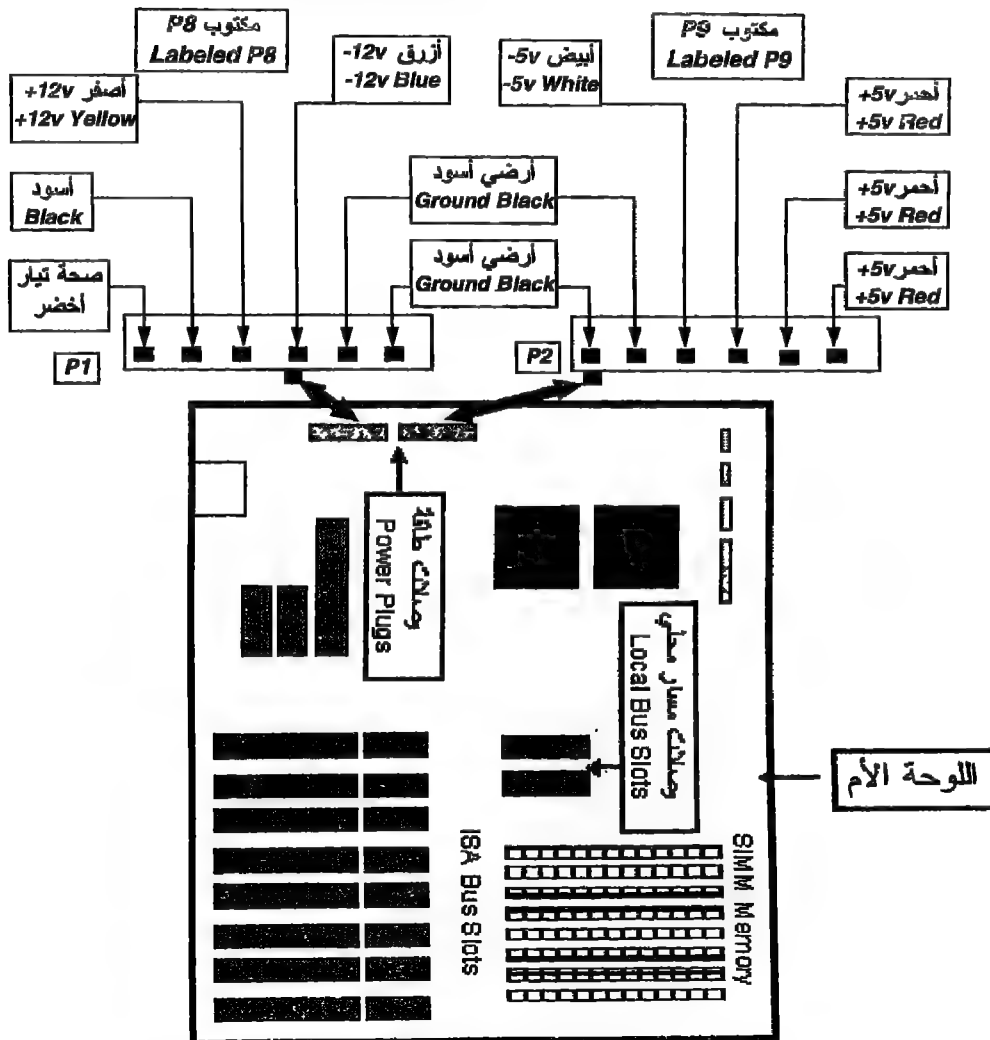 مكتوب P8
Labeled P8
أزرق -12v
-12v Blue
أبيض -5v
-5v White
مكتوب P9
Labeled P9
أصفر +12v
+12v Yellow
أحمر +5v
+5v Red
أسود
Black
أرضي أسود
Ground Black
أحمر +5v
+5v Red
صحة تيار
أخضر
أرضي أسود
Ground Black
أحمر +5v
+5v Red
P1
P2
وصلات طاقة
Power Plugs
وصلات مسار محلي
Local Bus Slots
اللوحة الأم
ISA Bus Slots
SIMM Memory